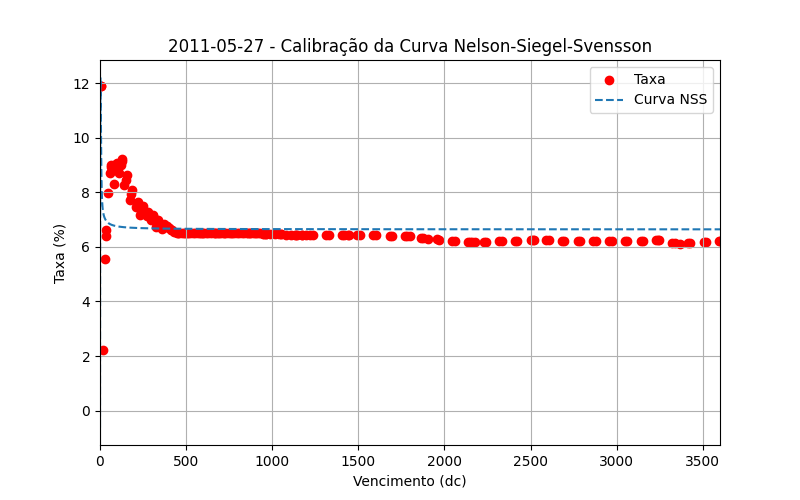 2011-05-27 - Calibração da Curva Nelson-Siegel-Svensson
Taxa
Curva NSS
12
10
8
6
4
2
0
Taxa (%)
0 500 1000 1500 2000 2500 3000 3500
Vencimento (dc)